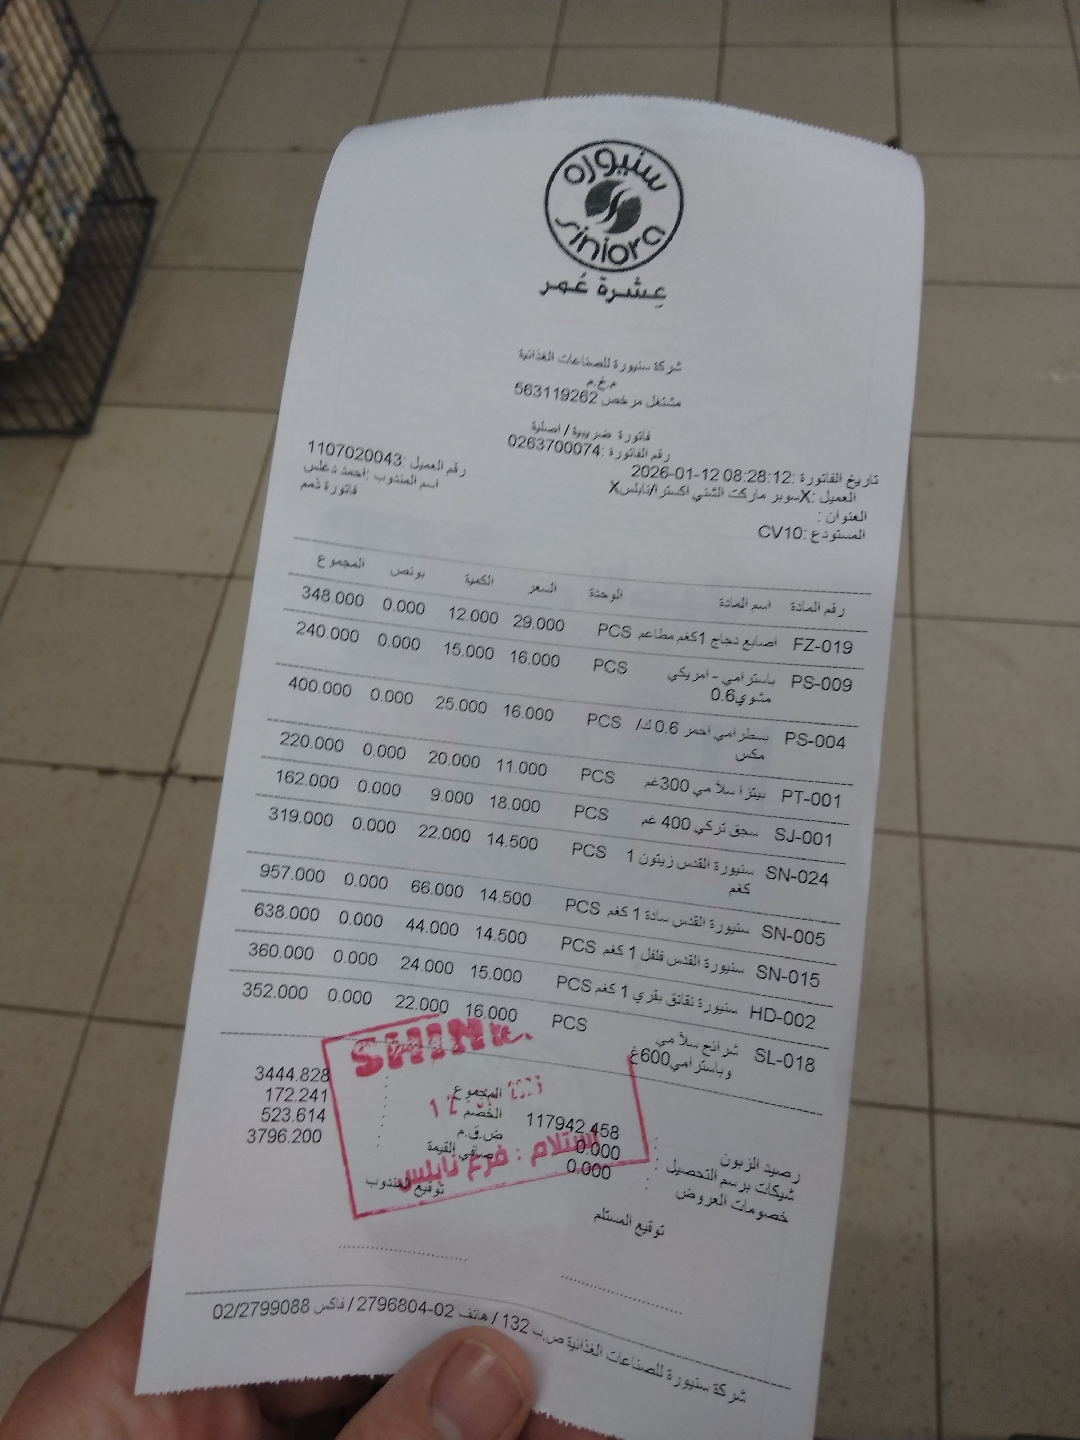 سنيورة
siniora
عِشرة عُمر
شركة سنيورة للصناعات الغذائية
م.خ.م
مشتغل مرخص 563119262
فاتورة ضريبية / اصلية
رقم الفاتورة :0263700074
تاريخ الفاتورة :2026-01-12 08:28:12 رقم العميل :1107020043
العميل :Xسوبر ماركت الشني اكسترا/نابلسX اسم المندوب :احمد دغلس
العنوان : فاتورة ذمم
المستودع :CV10
رقم المادة اسم المادة الوحدة السعر الكمية بونص المجموع
FZ-019 اصابع دجاج 1كغم مطاعم PCS 29.000 12.000 0.000 348.000
PS-009 باسترامي - امريكي PCS 16.000 15.000 0.000 240.000
مشوي0.6
PS-004 بسطرامي احمر 0.6 ك/ PCS 16.000 25.000 0.000 400.000
مكس
PT-001 بيتزا سلامي 300غم PCS 11.000 20.000 0.000 220.000
SJ-001 سجق تركي 400 غم PCS 18.000 9.000 0.000 162.000
SN-024 سنيورة القدس زيتون 1 PCS 14.500 22.000 0.000 319.000
كغم
SN-005 سنيورة القدس سادة 1 كغم PCS 14.500 66.000 0.000 957.000
SN-015 سنيورة القدس فلفل 1 كغم PCS 14.500 44.000 0.000 638.000
HD-002 سنيورة نقانق بقري 1 كغم PCS 15.000 24.000 0.000 360.000
SL-018 شرائح سلامي PCS 16.000 22.000 0.000 352.000
وباسترامي600غ
المجموع : 3444.828
الخصم : 172.241
ض.ق.م : 523.614
صافي القيمة : 3796.200
رصيد الزبون : 117942.458
شيكات برسم التحصيل : 0.000
خصومات العروض : 0.000
استلام : فرع نابلس
توقيع المستلم توقيع المندوب
شركة سنيورة للصناعات الغذائية ص.ب 132 / هاتف 02-2796804 / فاكس 02/2799088